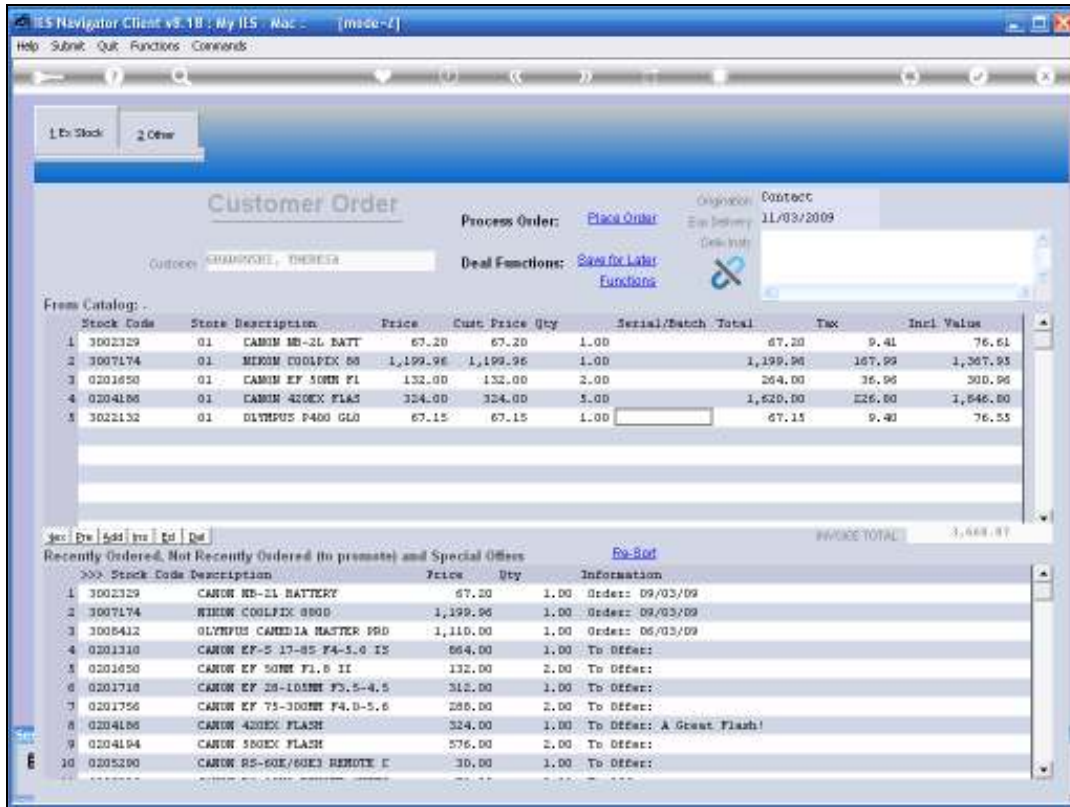 IES Navigator Client v8.18 : My IES - Mac :
Help Submit Quit Functions Commands
1 Ex Stock 2 Other
Customer Order
Process Order: Place Order
Origination Contact
Exp Delivery 11/03/2009
Customer
Deal Functions: Save for Later
Functions
From Catalog: .
Stock Code Store Description Price Cust Price Qty Serial/Batch Total Tax Incl Value
1 3002329 01 CANON NB-2L BATT 67.20 67.20 1.00 67.20 9.41 76.61
2 3007174 01 NIKON COOLPIX 88 1,199.96 1,199.96 1.00 1,199.96 167.99 1,367.95
3 0201650 01 CANON EF 50MM F1 132.00 132.00 2.00 264.00 36.96 300.96
4 0204186 01 CANON 420EX FLAS 324.00 324.00 5.00 1,620.00 226.80 1,846.80
5 3022132 01 OLYMPUS P400 GLO 67.15 67.15 1.00 67.15 9.40 76.55
Pre Add Ins Del
INVOICE TOTAL 3,668.87
Recently Ordered, Not Recently Ordered (to promote) and Special Offers Re-Sort
>>> Stock Code Description Price Qty Information
1 3002329 CANON NB-2L BATTERY 67.20 1.00 Order: 09/03/09
2 3007174 NIKON COOLPIX 8800 1,199.96 1.00 Order: 09/03/09
3 3008412 OLYMPUS CAMEDIA MASTER PRO 1,110.00 1.00 Order: 06/03/09
4 0201310 CANON EF-S 17-85 F4-5.6 IS 864.00 1.00 To Offer:
5 0201650 CANON EF 50MM F1.8 II 132.00 2.00 To Offer:
6 0201718 CANON EF 28-105MM F3.5-4.5 312.00 1.00 To Offer:
7 0201756 CANON EF 75-300MM F4.0-5.6 288.00 2.00 To Offer:
8 0204186 CANON 420EX FLASH 324.00 1.00 To Offer: A Great Flash!
9 0204194 CANON 580EX FLASH 576.00 2.00 To Offer:
10 0205290 CANON RS-60E/60E3 REMOTE C 30.00 1.00 To Offer: